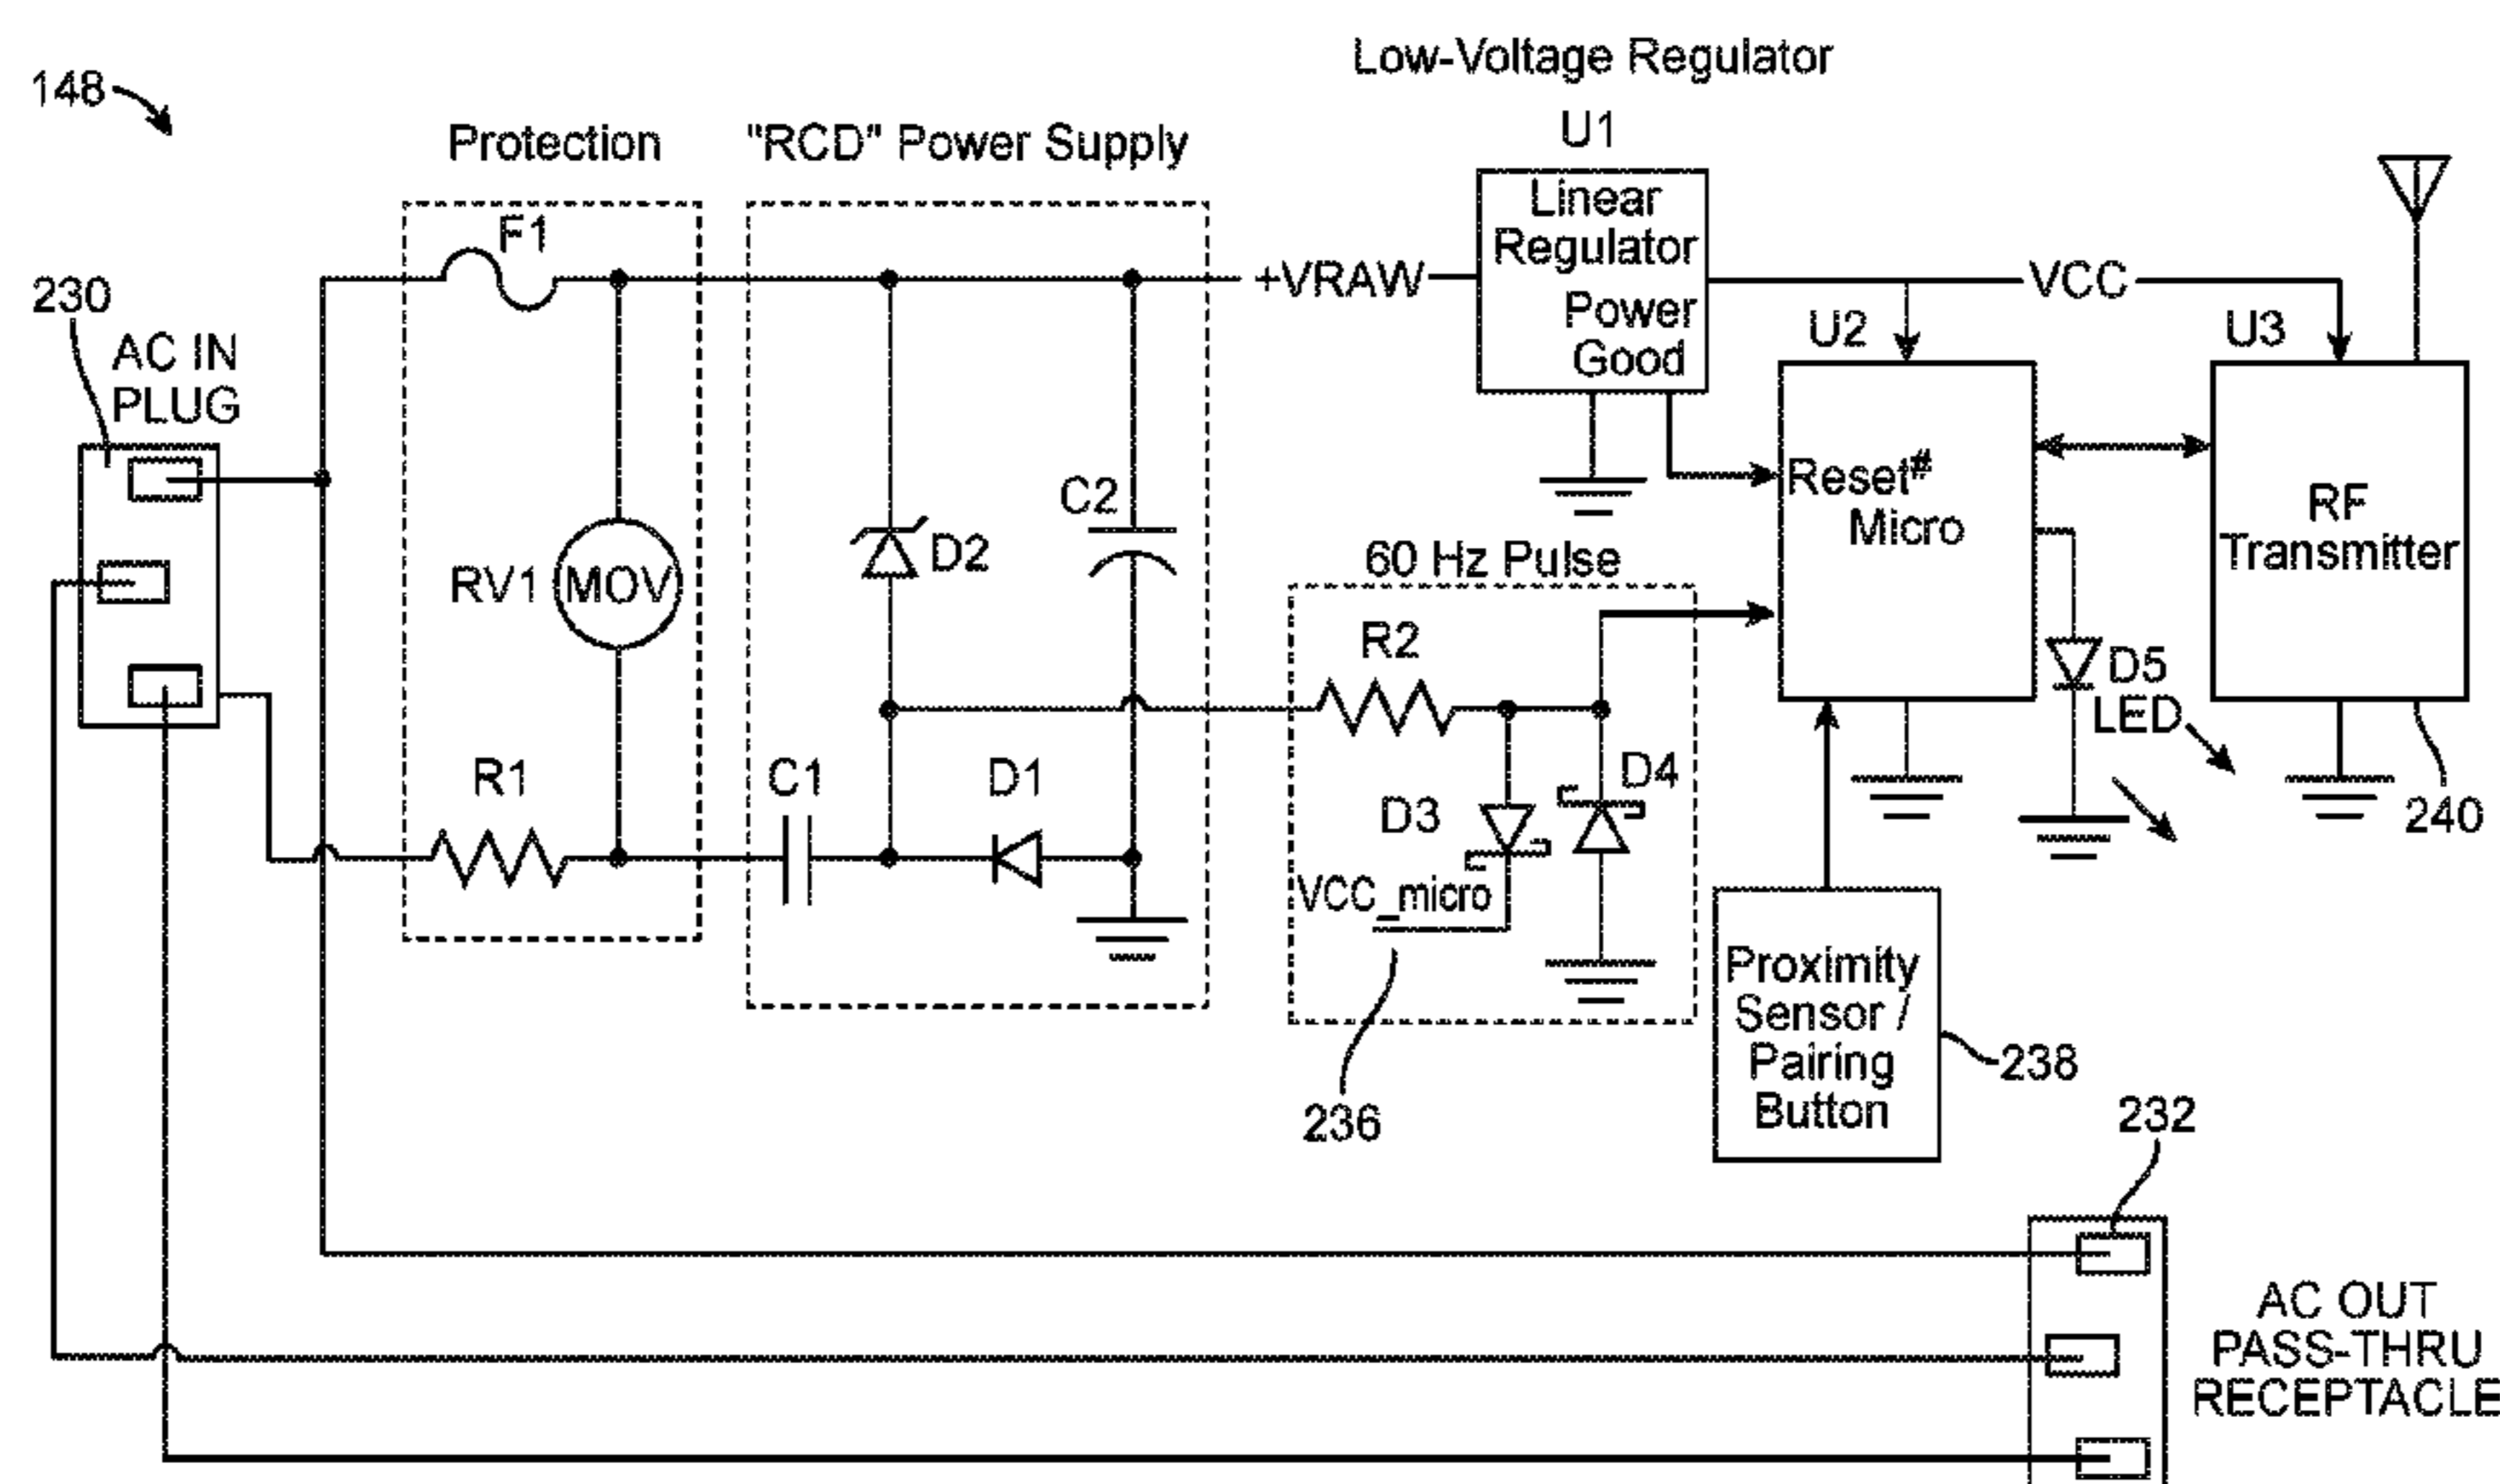 148
Low-Voltage Regulator
Protection
"RCD" Power Supply
U1
F1
Linear
Regulator
Power
Good
+VRAW
VCC
230
AC IN
PLUG
U2
U3
C2
Reset#
Micro
RF
Transmitter
RV1
MOV
D2
60 Hz Pulse
R2
D5
LED
R1
C1
D1
D3
D4
240
VCC_micro
Proximity
Sensor /
Pairing
Button
238
236
232
AC OUT
PASS-THRU
RECEPTACLE